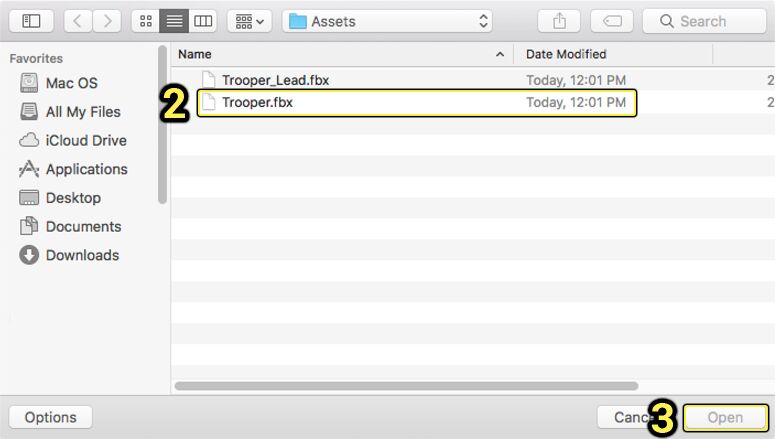 Assets
Search
Favorites
Mac OS
All My Files
iCloud Drive
Applications
Desktop
Documents
Downloads
Name Date Modified
Trooper_Lead.fbx Today, 12:01 PM 2
2 Trooper.fbx Today, 12:01 PM 2
Options
Cance 3 Open